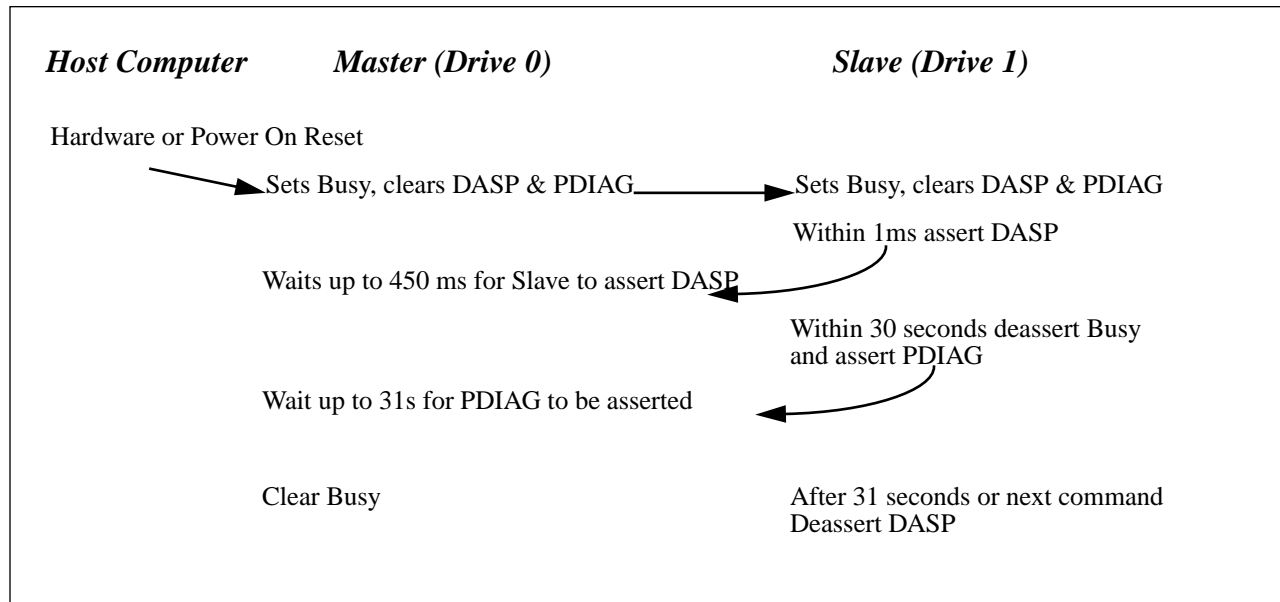 Host Computer Master (Drive 0) Slave (Drive 1)
Hardware or Power On Reset
Sets Busy, clears DASP & PDIAG Sets Busy, clears DASP & PDIAG
Within 1ms assert DASP
Waits up to 450 ms for Slave to assert DASP
Within 30 seconds deassert Busy
and assert PDIAG
Wait up to 31s for PDIAG to be asserted
Clear Busy After 31 seconds or next command
Deassert DASP